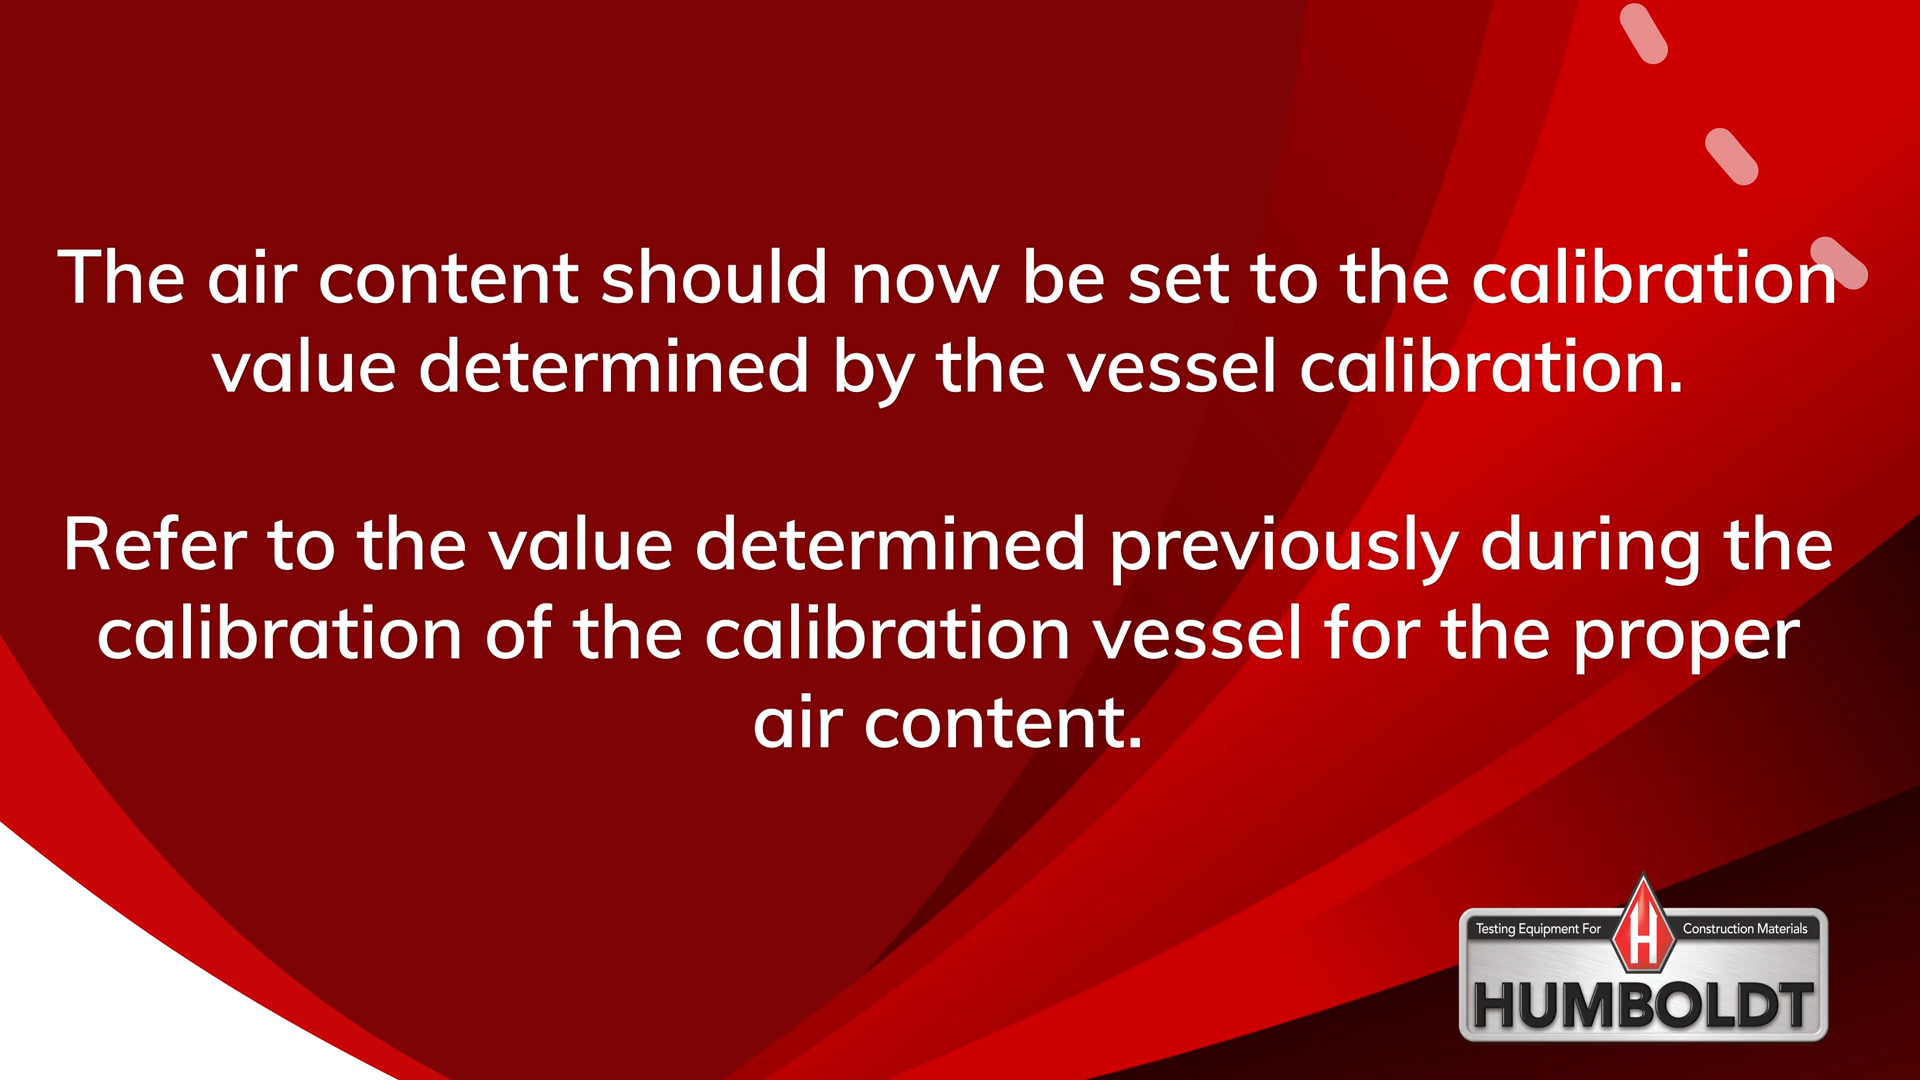 The air content should now be set to the calibration
value determined by the vessel calibration.
Refer to the value determined previously during the
calibration of the calibration vessel for the proper
air content.
Testing Equipment For H Construction Materials
HUMBOLDT